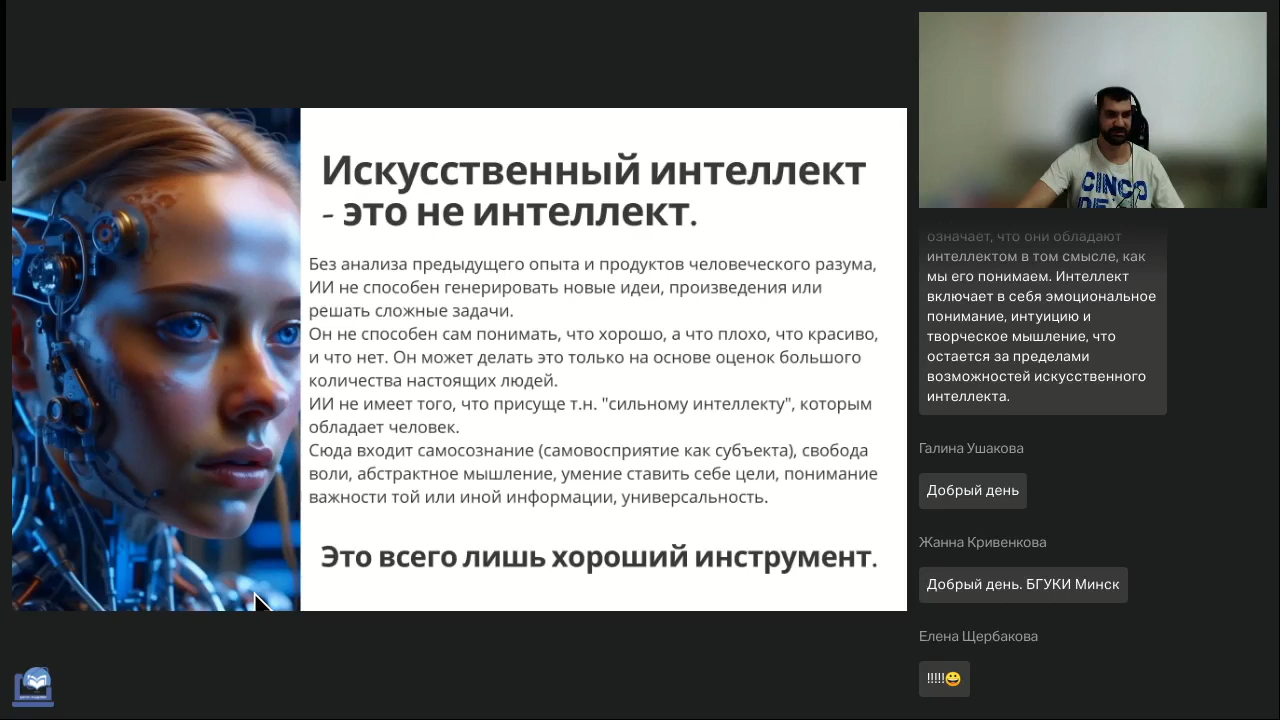 Искусственный интеллект
- это не интеллект.
Без анализа предыдущего опыта и продуктов человеческого разума,
ИИ не способен генерировать новые идеи, произведения или
решать сложные задачи.
Он не способен сам понимать, что хорошо, а что плохо, что красиво,
и что нет. Он может делать это только на основе оценок большого
количества настоящих людей.
ИИ не имеет того, что присуще т.н. "сильному интеллекту", которым
обладает человек.
Сюда входит самосознание (самовосприятие как субъекта), свобода
воли, абстрактное мышление, умение ставить себе цели, понимание
важности той или иной информации, универсальность.
Это всего лишь хороший инструмент.
CINCO
DE
означает, что они обладают
интеллектом в том смысле, как
мы его понимаем. Интеллект
включает в себя эмоциональное
понимание, интуицию и
творческое мышление, что
остается за пределами
возможностей искусственного
интеллекта.
Галина Ушакова
Добрый день
Жанна Кривенкова
Добрый день. БГУКИ Минск
Елена Щербакова
!!!!!😀